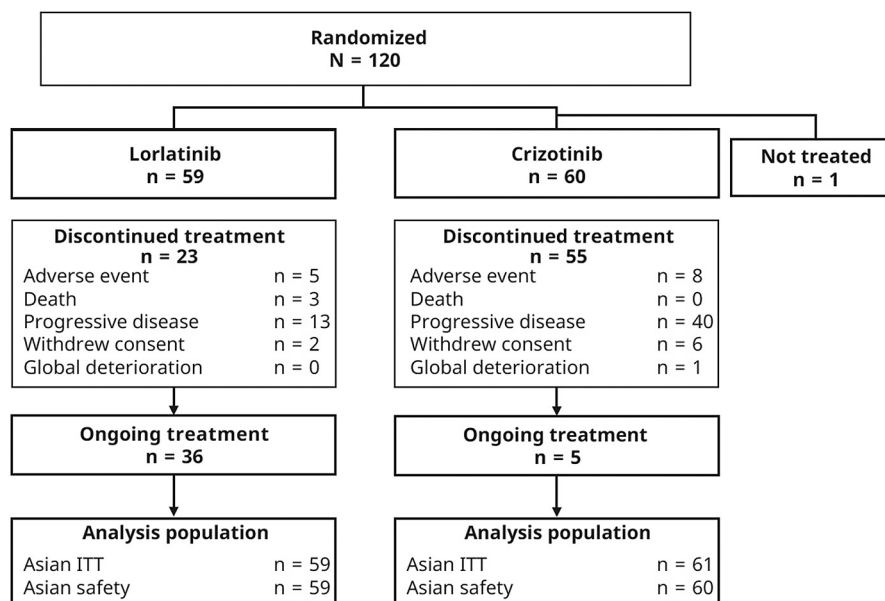 Randomized
N = 120
Lorlatinib
n = 59
Crizotinib
n = 60
Not treated
n = 1
Discontinued treatment
n = 23
Adverse event n = 5
Death n = 3
Progressive disease n = 13
Withdrew consent n = 2
Global deterioration n = 0
Discontinued treatment
n = 55
Adverse event n = 8
Death n = 0
Progressive disease n = 40
Withdrew consent n = 6
Global deterioration n = 1
Ongoing treatment
n = 36
Ongoing treatment
n = 5
Analysis population
Asian ITT n = 59
Asian safety n = 59
Analysis population
Asian ITT n = 61
Asian safety n = 60